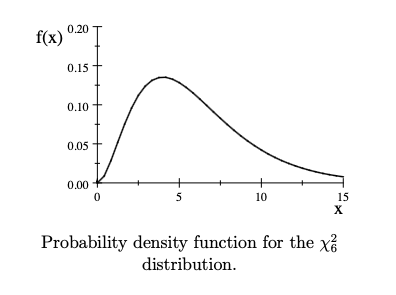 f(x)
0.20
0.15
0.10
0.05
0.00
0 5 10 15
x
Probability density function for the χ₆²
distribution.